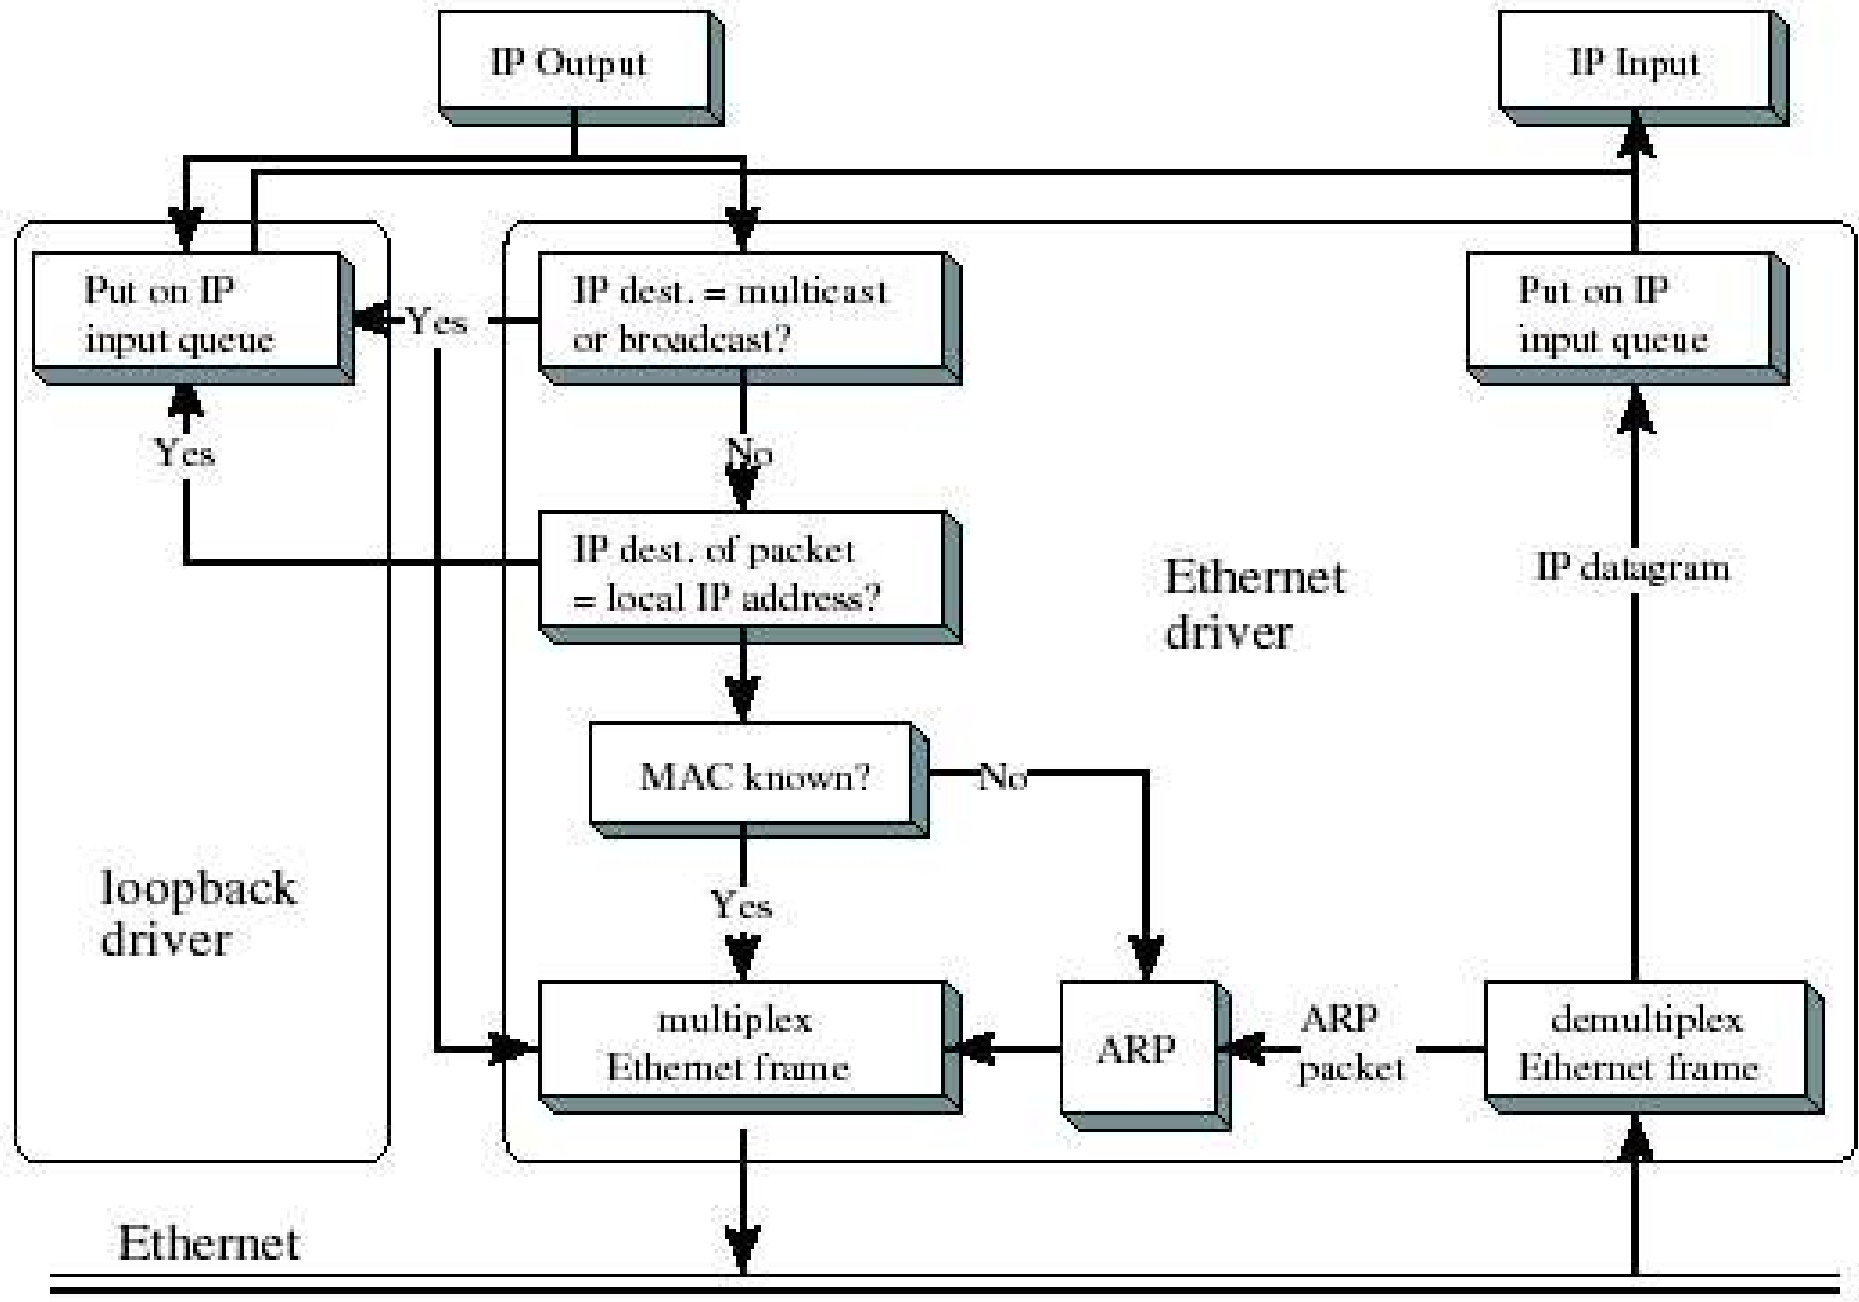 IP Output
IP Input
Put on IP
input queue
Yes
IP dest. = multicast
or broadcast?
Put on IP
input queue
Yes
No
IP dest. of packet
= local IP address?
Ethernet
driver
IP datagram
MAC known?
No
loopback
driver
Yes
multiplex
Ethernet frame
ARP
ARP
packet
demultiplex
Ethernet frame
Ethernet